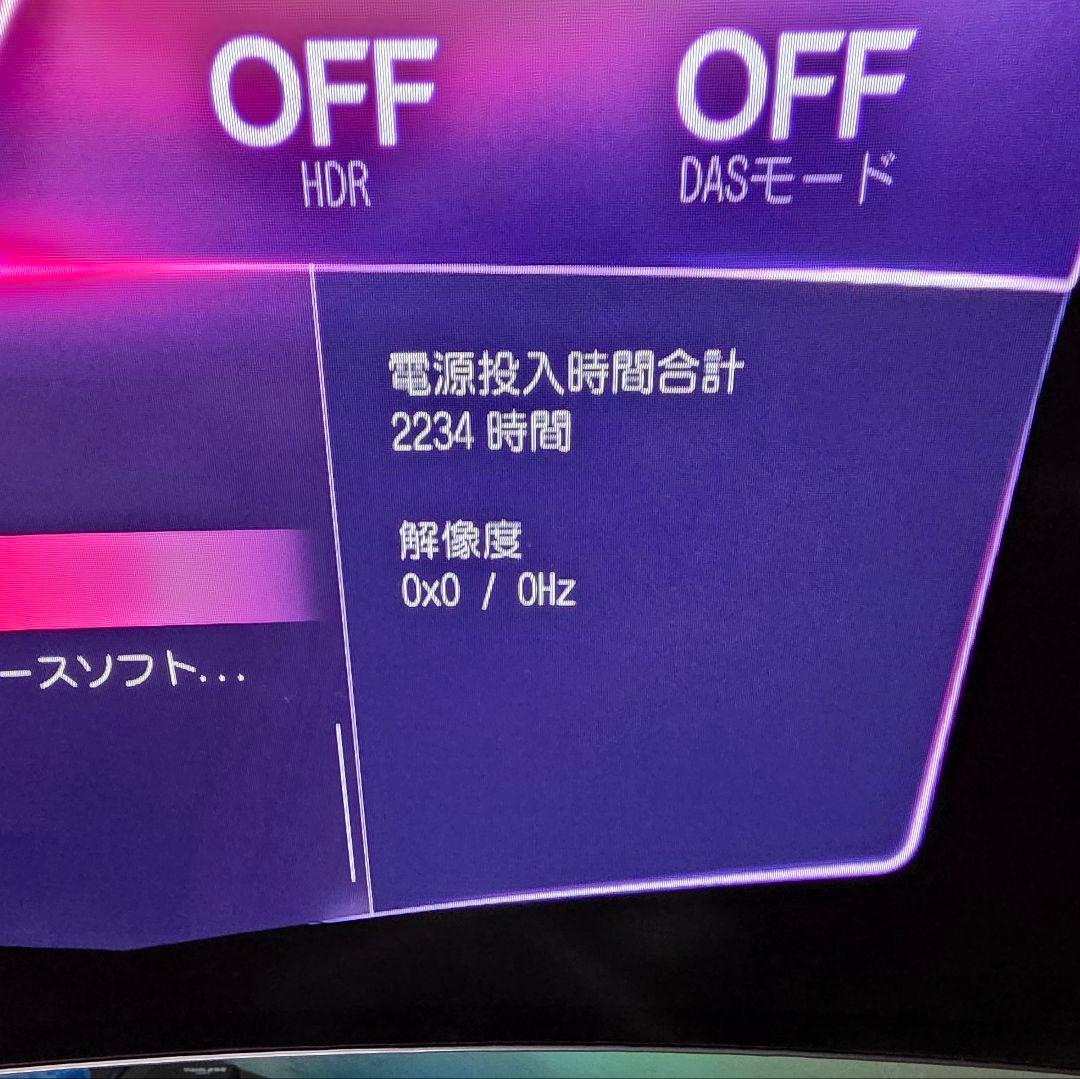 OFF
HDR
OFF
DASモード
電源投入時間合計
2234 時間
解像度
0x0 / 0Hz
ースソフト...